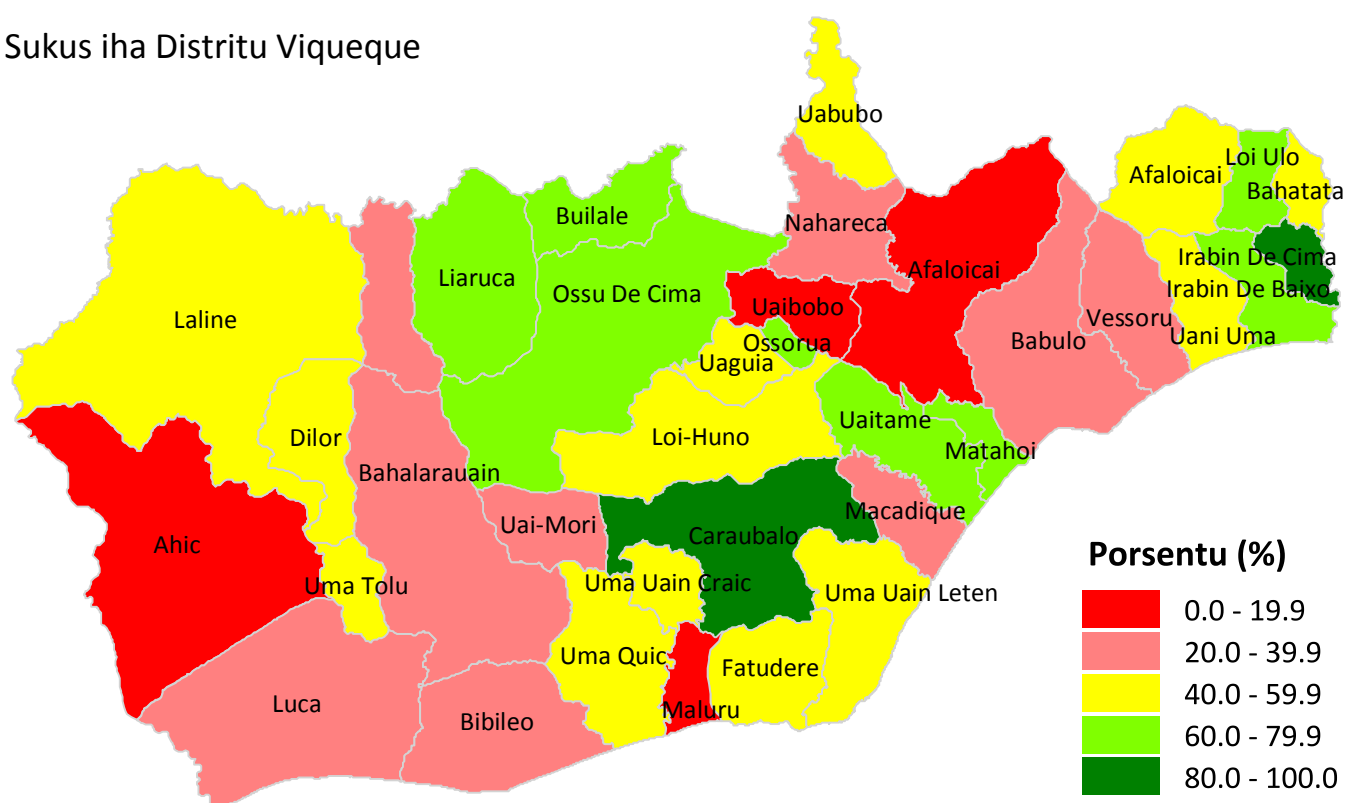 Sukus iha Distritu Viqueque
Uabubo
Loi Ulo
Afaloicai
Bahatata
Builale
Nahareca
Irabin De Cima
Liaruca
Afaloicai
Ossu De Cima
Irabin De Baixo
Uaibobo
Laline
Vessoru
Uani Uma
Ossorua
Babulo
Uaguia
Uaitame
Dilor
Loi-Huno
Matahoi
Bahalarauain
Macadique
Uai-Mori
Caraubalo
Ahic
Uma Tolu
Uma Uain Craic
Uma Uain Leten
Uma Quic
Fatudere
Luca
Maluru
Bibileo
Porsentu (%)
0.0 - 19.9
20.0 - 39.9
40.0 - 59.9
60.0 - 79.9
80.0 - 100.0